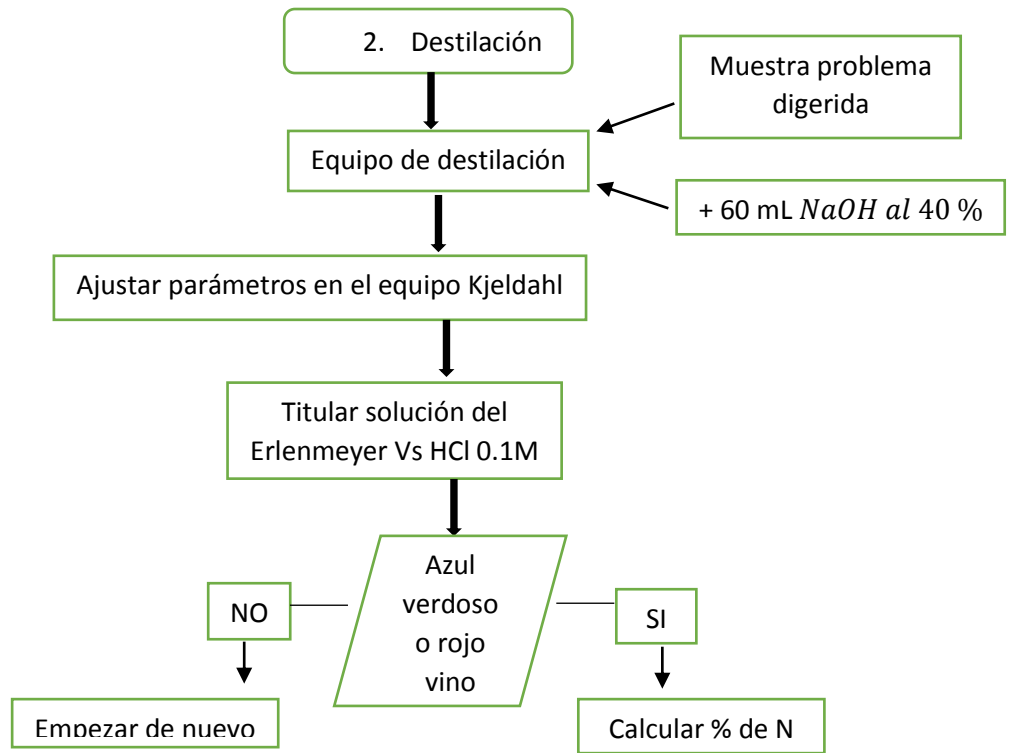 2. Destilación
Muestra problema
digerida
Equipo de destilación
+ 60 mL NaOH al 40 %
Ajustar parámetros en el equipo Kjeldahl
Titular solución del
Erlenmeyer Vs HCl 0.1M
Azul
verdoso
o rojo
vino
NO
SI
Empezar de nuevo
Calcular % de N